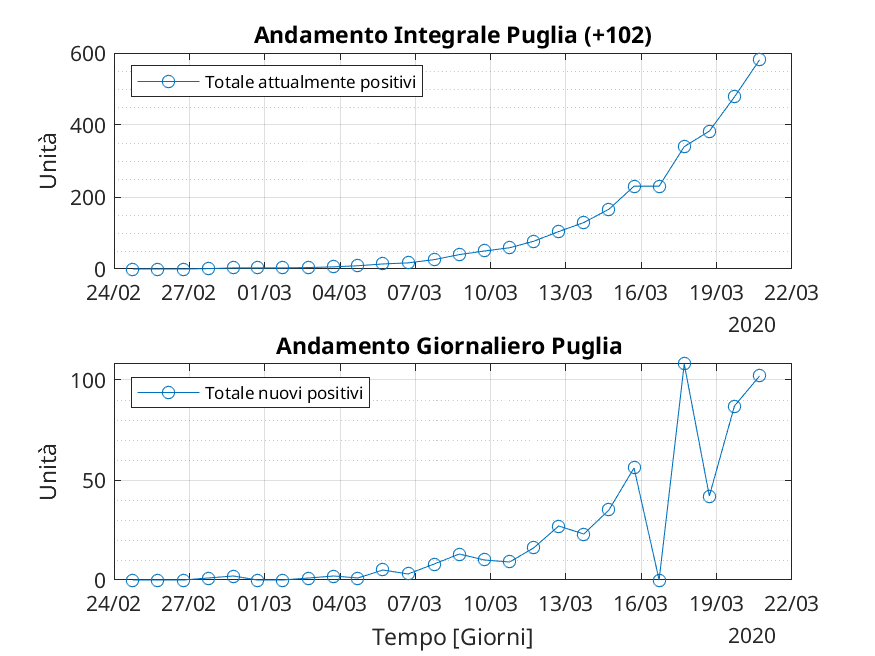 Andamento Integrale Puglia (+102)
Totale attualmente positivi
Unità
600
400
200
0
24/02 27/02 01/03 04/03 07/03 10/03 13/03 16/03 19/03 22/03
2020
Andamento Giornaliero Puglia
Totale nuovi positivi
Unità
100
50
0
24/02 27/02 01/03 04/03 07/03 10/03 13/03 16/03 19/03 22/03
Tempo [Giorni]
2020